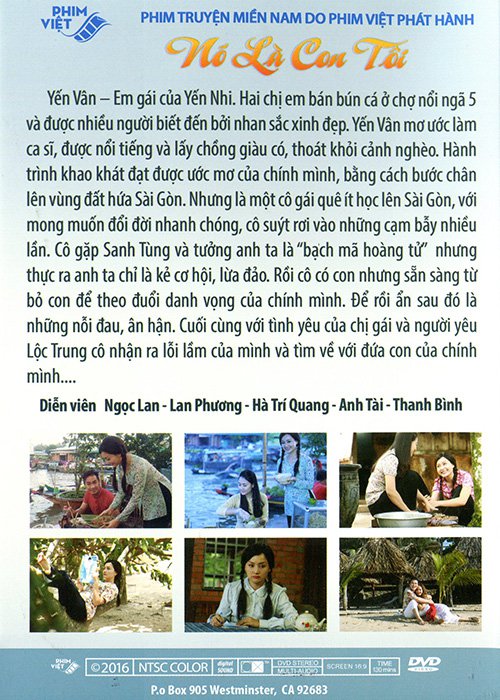 PHIM VIỆT
PHIM TRUYỆN MIỀN NAM DO PHIM VIỆT PHÁT HÀNH
Nó Là Con Tôi
Yến Vân – Em gái của Yến Nhi. Hai chị em bán bún cá ở chợ nổi ngã 5
và được nhiều người biết đến bởi nhan sắc xinh đẹp. Yến Vân mơ ước làm
ca sĩ, được nổi tiếng và lấy chồng giàu có, thoát khỏi cảnh nghèo. Hành
trình khao khát đạt được ước mơ của chính mình, bằng cách bước chân
lên vùng đất hứa Sài Gòn. Nhưng là một cô gái quê ít học lên Sài Gòn, với
mong muốn đổi đời nhanh chóng, cô suýt rơi vào những cạm bẫy nhiều
lần. Cô gặp Sanh Tùng và tưởng anh ta là "bạch mã hoàng tử" nhưng
thực ra anh ta chỉ là kẻ cơ hội, lừa đảo. Rồi cô có con nhưng sẵn sàng từ
bỏ con để theo đuổi danh vọng của chính mình. Để rồi ẩn sau đó là
những nỗi đau, ân hận. Cuối cùng với tình yêu của chị gái và người yêu
Lộc Trung cô nhận ra lỗi lầm của mình và tìm về với đứa con của chính
mình....
Diễn viên Ngọc Lan - Lan Phương - Hà Trí Quang - Anh Tài - Thanh Bình
PHIM VIỆT
©2016 NTSC COLOR digital SOUND DVD STEREO MULTI-AUDIO SCREEN 16:9 TIME 120 mins DVD VIDEO
P.o Box 905 Westminster, CA 92683